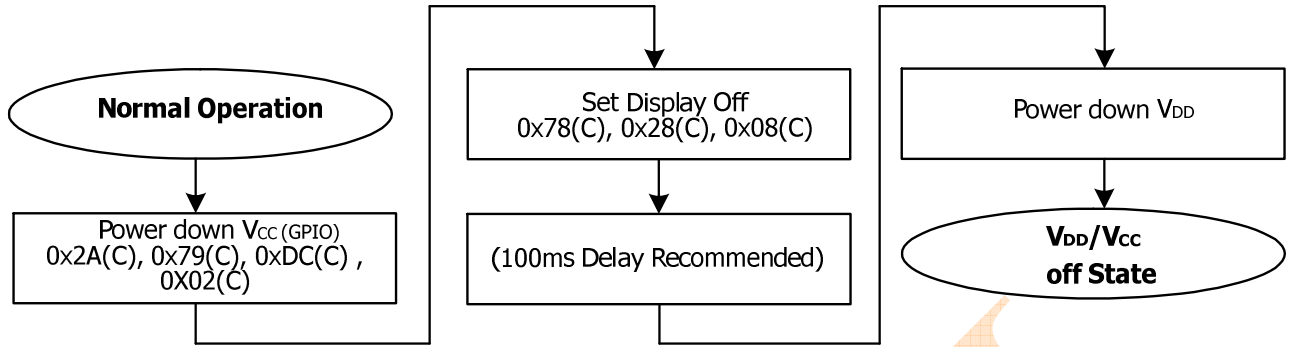 Normal Operation
Power down VCC (GPIO)
0x2A(C), 0x79(C), 0xDC(C) ,
0X02(C)
Set Display Off
0x78(C), 0x28(C), 0x08(C)
(100ms Delay Recommended)
Power down VDD
VDD/VCC
off State